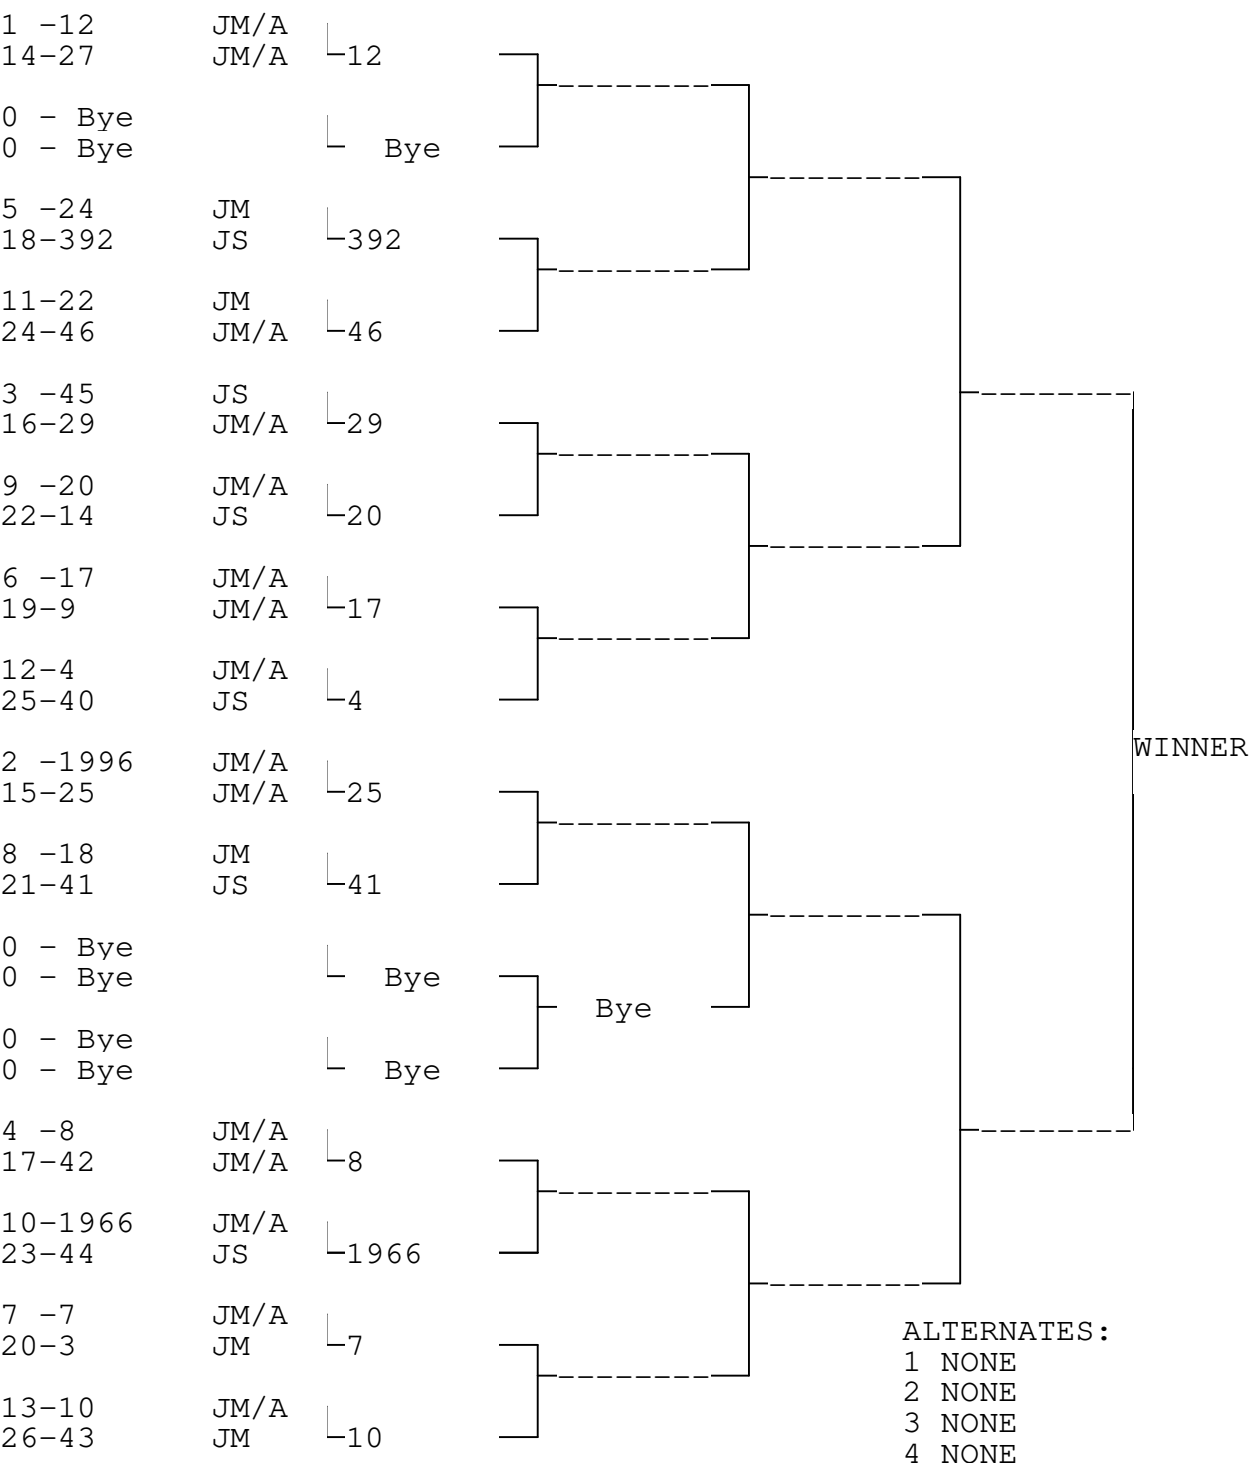 1 -12 JM/A
14-27 JM/A 12
0 - Bye
0 - Bye Bye
5 -24 JM
18-392 JS 392
11-22 JM
24-46 JM/A 46
3 -45 JS
16-29 JM/A 29
9 -20 JM/A
22-14 JS 20
6 -17 JM/A
19-9 JM/A 17
12-4 JM/A
25-40 JS 4
WINNER
2 -1996 JM/A
15-25 JM/A 25
8 -18 JM
21-41 JS 41
0 - Bye
0 - Bye Bye
Bye
0 - Bye
0 - Bye Bye
4 -8 JM/A
17-42 JM/A 8
10-1966 JM/A
23-44 JS 1966
7 -7 JM/A
20-3 JM 7
13-10 JM/A
26-43 JM 10
ALTERNATES:
1 NONE
2 NONE
3 NONE
4 NONE